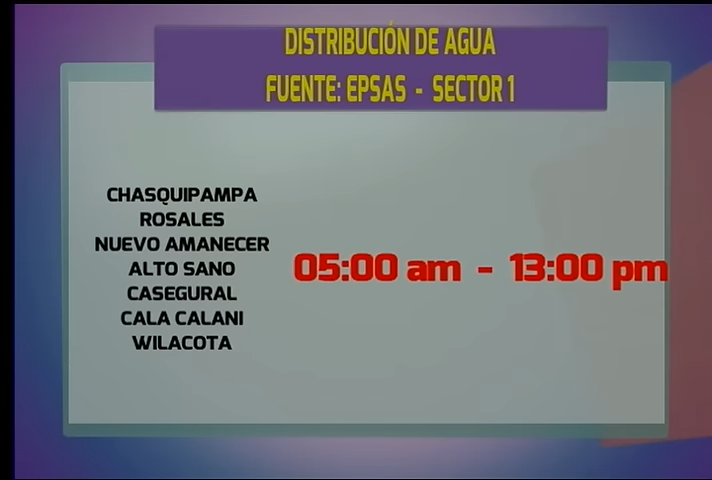 DISTRIBUCIÓN DE AGUA
FUENTE: EPSAS - SECTOR 1
CHASQUIPAMPA
ROSALES
NUEVO AMANECER
ALTO SANO
CASEGURAL
CALA CALANI
WILACOTA
05:00 am - 13:00 pm